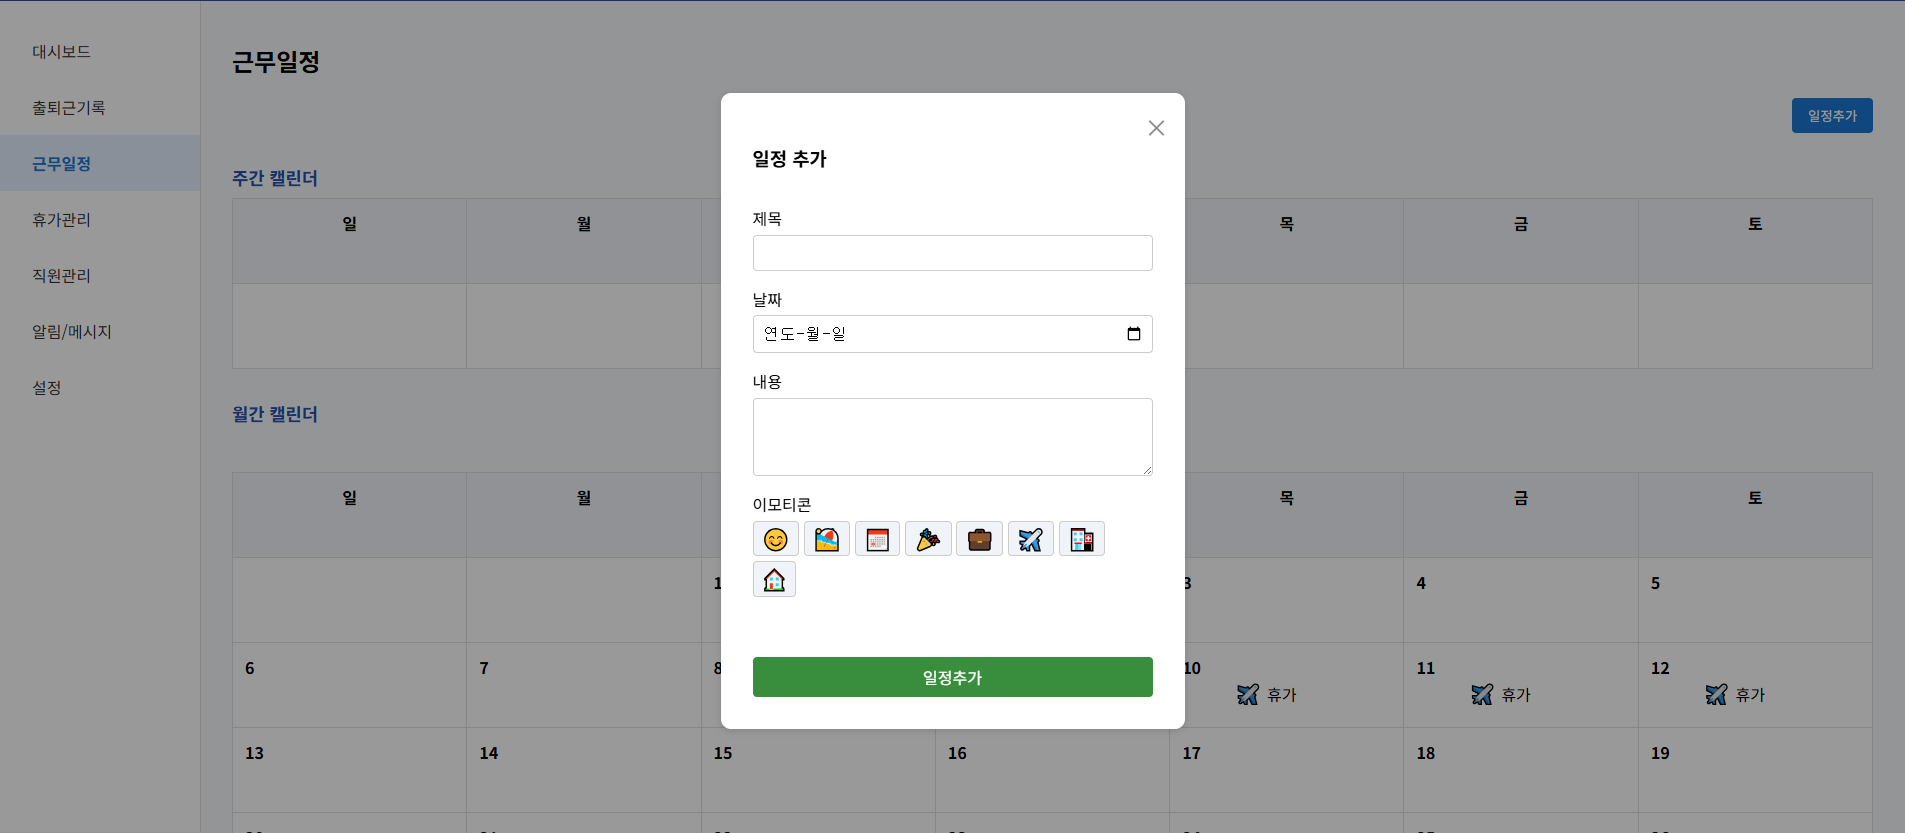 대시보드
출퇴근기록
근무일정
휴가관리
직원관리
알림/메시지
설정
근무일정
일정추가
주간 캘린더
일 월 목 금 토
월간 캘린더
일 월 목 금 토
1 3 4 5
6 7 8 10 11 12
휴가 휴가 휴가
13 14 15 16 17 18 19
일정 추가
제목
날짜
연도-월-일
내용
이모티콘
일정추가